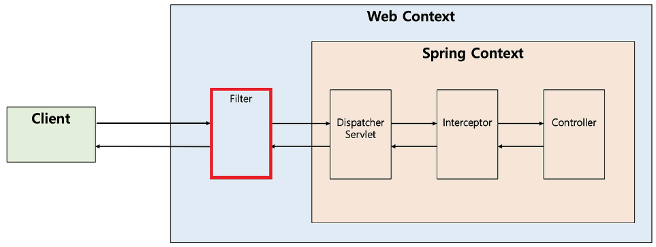 Web Context
Spring Context
Client
Filter
Dispatcher
Servlet
Interceptor
Controller